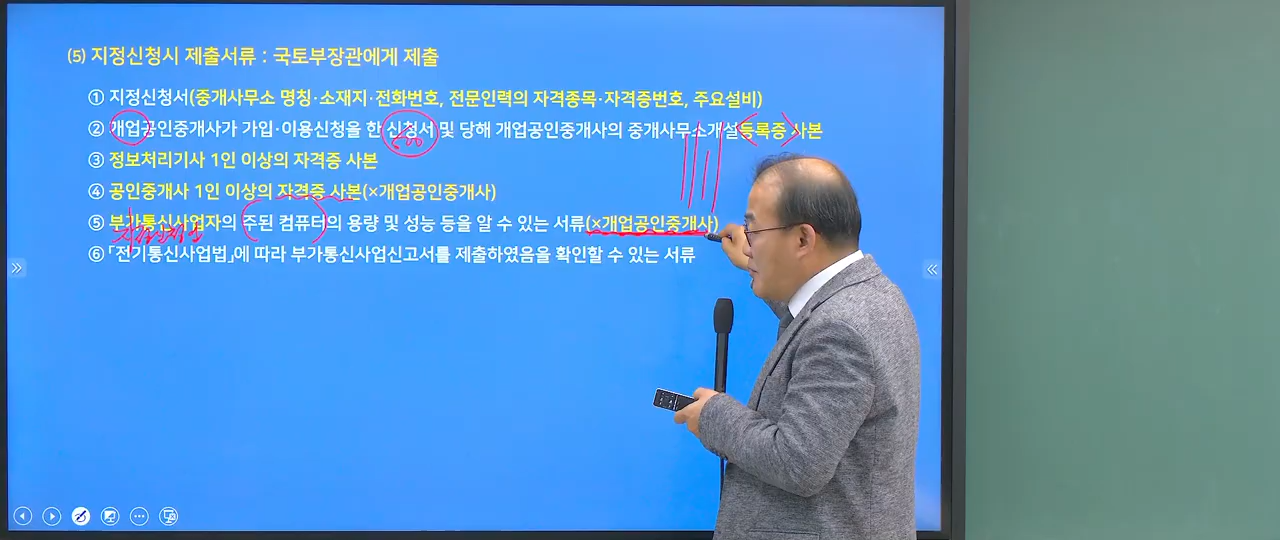 (5) 지정신청시 제출서류 : 국토부장관에게 제출
① 지정신청서(중개사무소 명칭·소재지·전화번호, 전문인력의 자격종목·자격증번호, 주요설비)
② 개업공인중개사가 가입·이용신청을 한 신청서 및 당해 개업공인중개사의 중개사무소개설등록증 사본
500
③ 정보처리기사 1인 이상의 자격증 사본
④ 공인중개사 1인 이상의 자격증 사본(×개업공인중개사)
⑤ 부가통신사업자의 주된 컴퓨터의 용량 및 성능 등을 알 수 있는 서류(×개업공인중개사)
⑥ 「전기통신사업법」에 따라 부가통신사업신고서를 제출하였음을 확인할 수 있는 서류